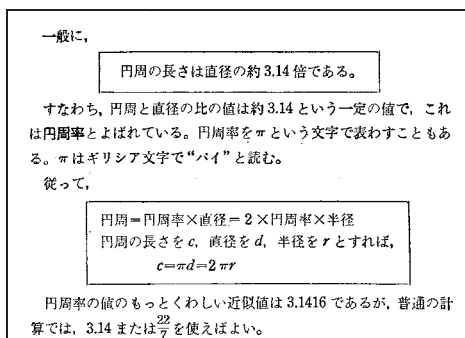 一般に，
円周の長さは直径の約3.14倍である。
すなわち，円周と直径の比の値は約3.14という一定の値で，これ
は円周率とよばれている。円周率をπという文字で表わすこともあ
る。πはギリシア文字で“パイ”と読む。
従って，
円周＝円周率×直径＝2×円周率×半径
円周の長さをc，直径をd，半径をrとすれば，
c=πd=2πr
円周率の値のもっとくわしい近似値は3.1416であるが，普通の計
算では，3.14または22/7を使えばよい。